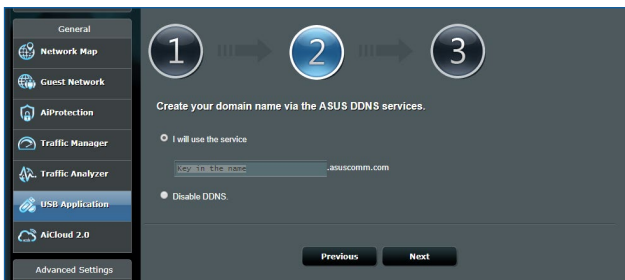 General
Network Map
Guest Network
AiProtection
Traffic Manager
Traffic Analyzer
USB Application
AiCloud 2.0
Advanced Settings
1
2
3
Create your domain name via the ASUS DDNS services.
I will use the service
Key in the name .asuscomm.com
Disable DDNS.
Previous Next